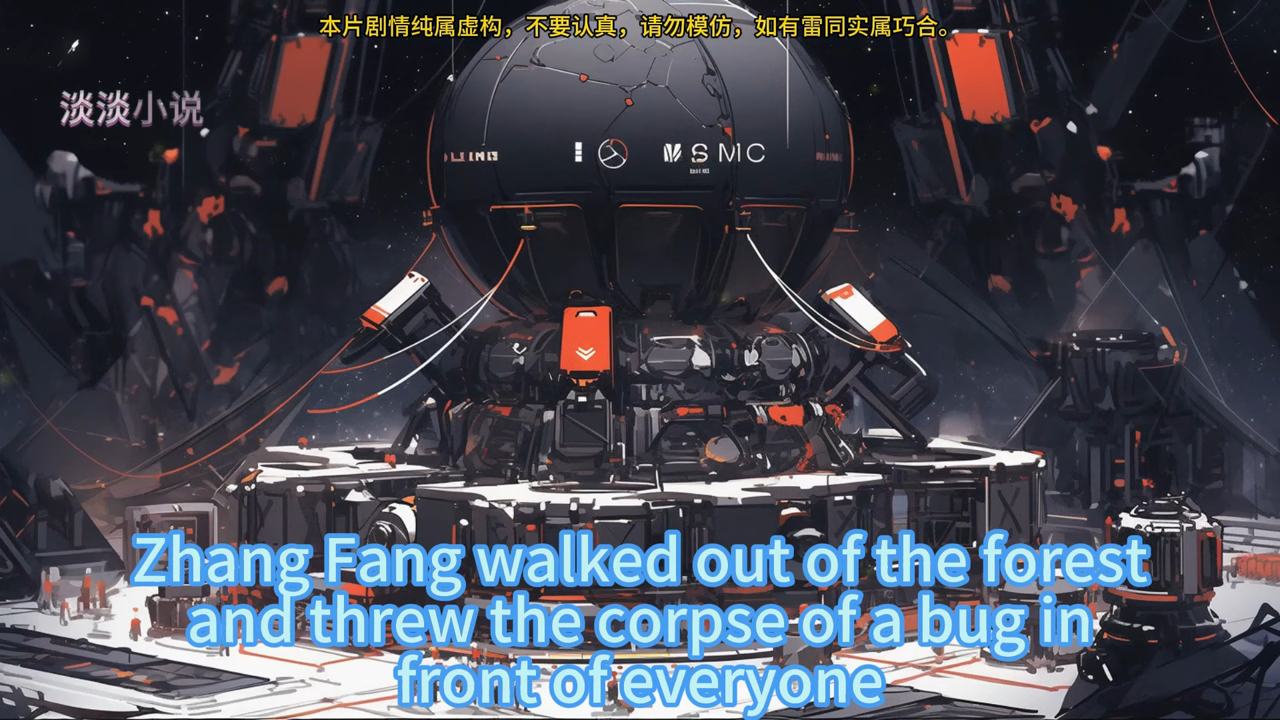 本片剧情纯属虚构，不要认真，请勿模仿，如有雷同实属巧合。
淡淡小说
SMC
Zhang Fang walked out of the forest
and threw the corpse of a bug in
front of everyone